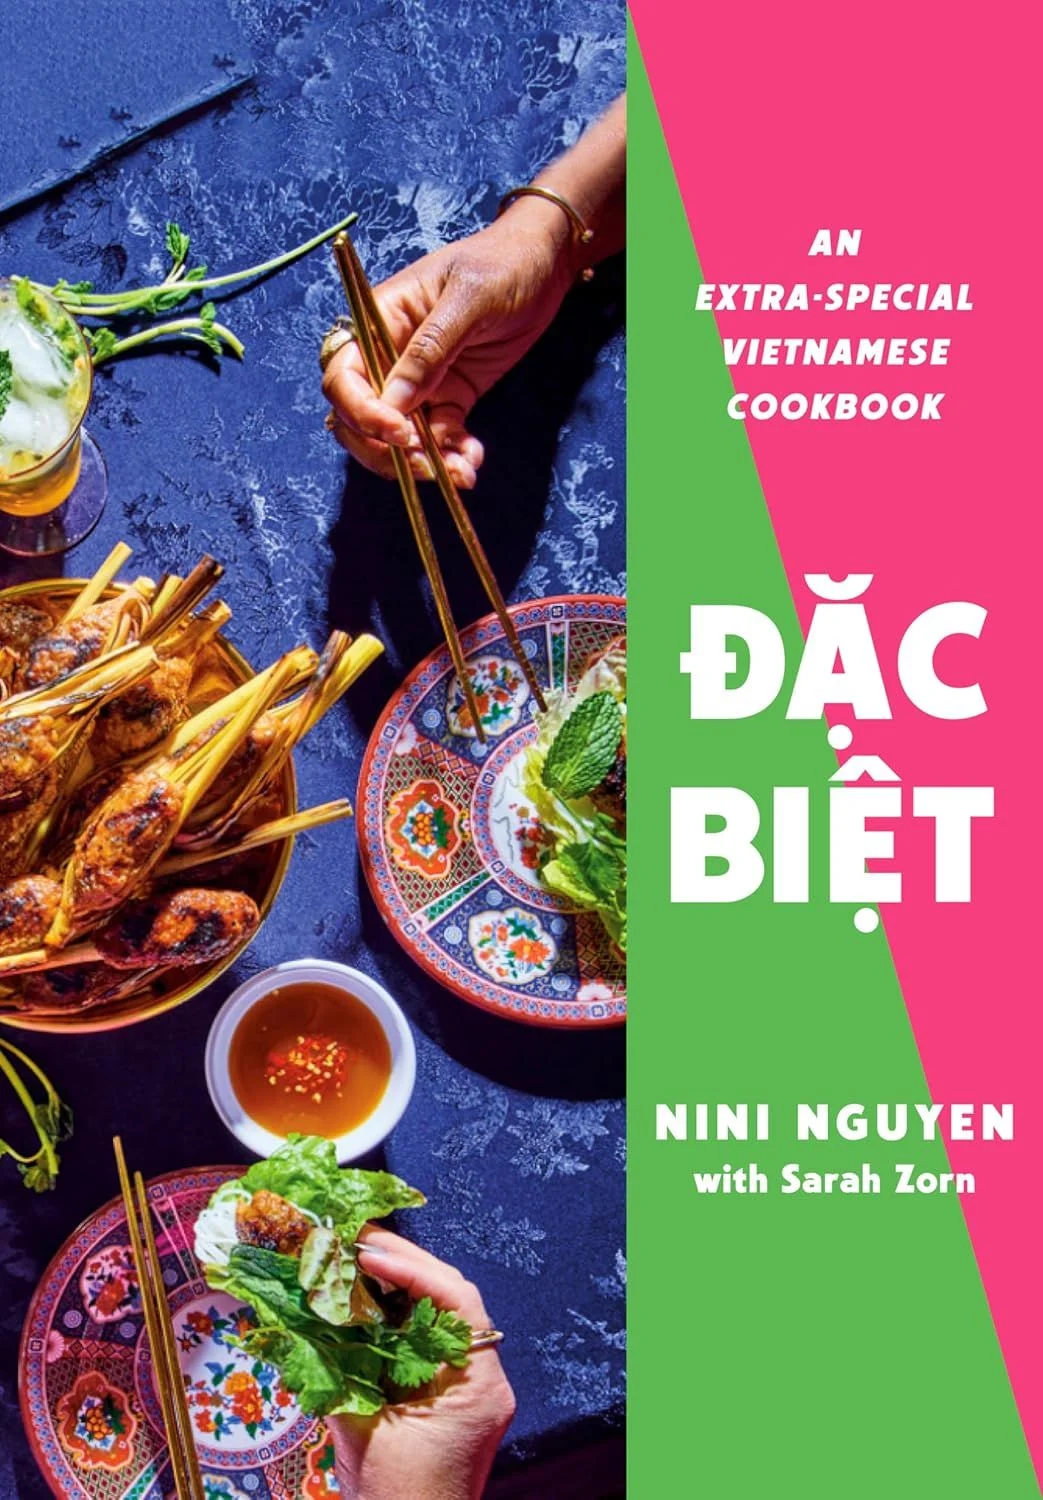 AN
EXTRA-SPECIAL
VIETNAMESE
COOKBOOK
ĐẶC
BIỆT
NINI NGUYEN
with Sarah Zorn